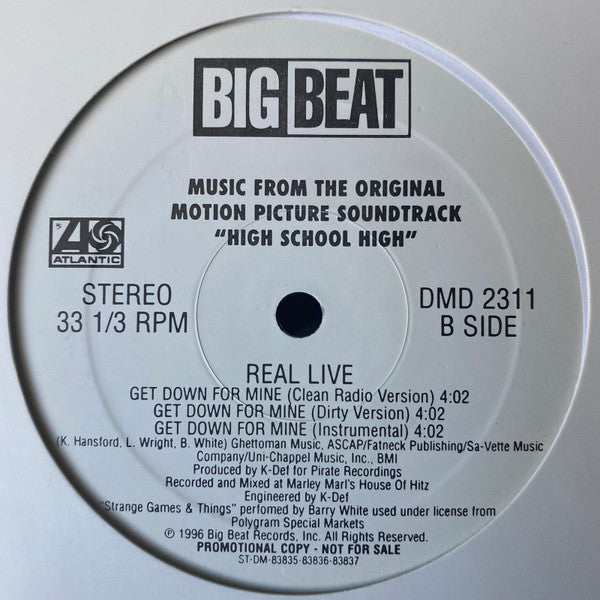 BIG BEAT
MUSIC FROM THE ORIGINAL
MOTION PICTURE SOUNDTRACK
"HIGH SCHOOL HIGH"
ATLANTIC
STEREO
33 1/3 RPM
DMD 2311
B SIDE
REAL LIVE
GET DOWN FOR MINE (Clean Radio Version) 4:02
GET DOWN FOR MINE (Dirty Version) 4:02
GET DOWN FOR MINE (Instrumental) 4:02
(K. Hansford, L. Wright, B. White) Ghettoman Music, ASCAP/Fatneck Publishing/Sa-Vette Music
Company/Uni-Chappel Music, Inc., BMI
Produced by K-Def for Pirate Recordings
Recorded and Mixed at Marley Marl's House Of Hitz
Engineered by K-Def
"Strange Games & Things" perfomed by Barry White used under license from
Polygram Special Markets
℗ 1996 Big Beat Records, Inc. All Rights Reserved.
PROMOTIONAL COPY - NOT FOR SALE
ST-DM-83835-83836-83837